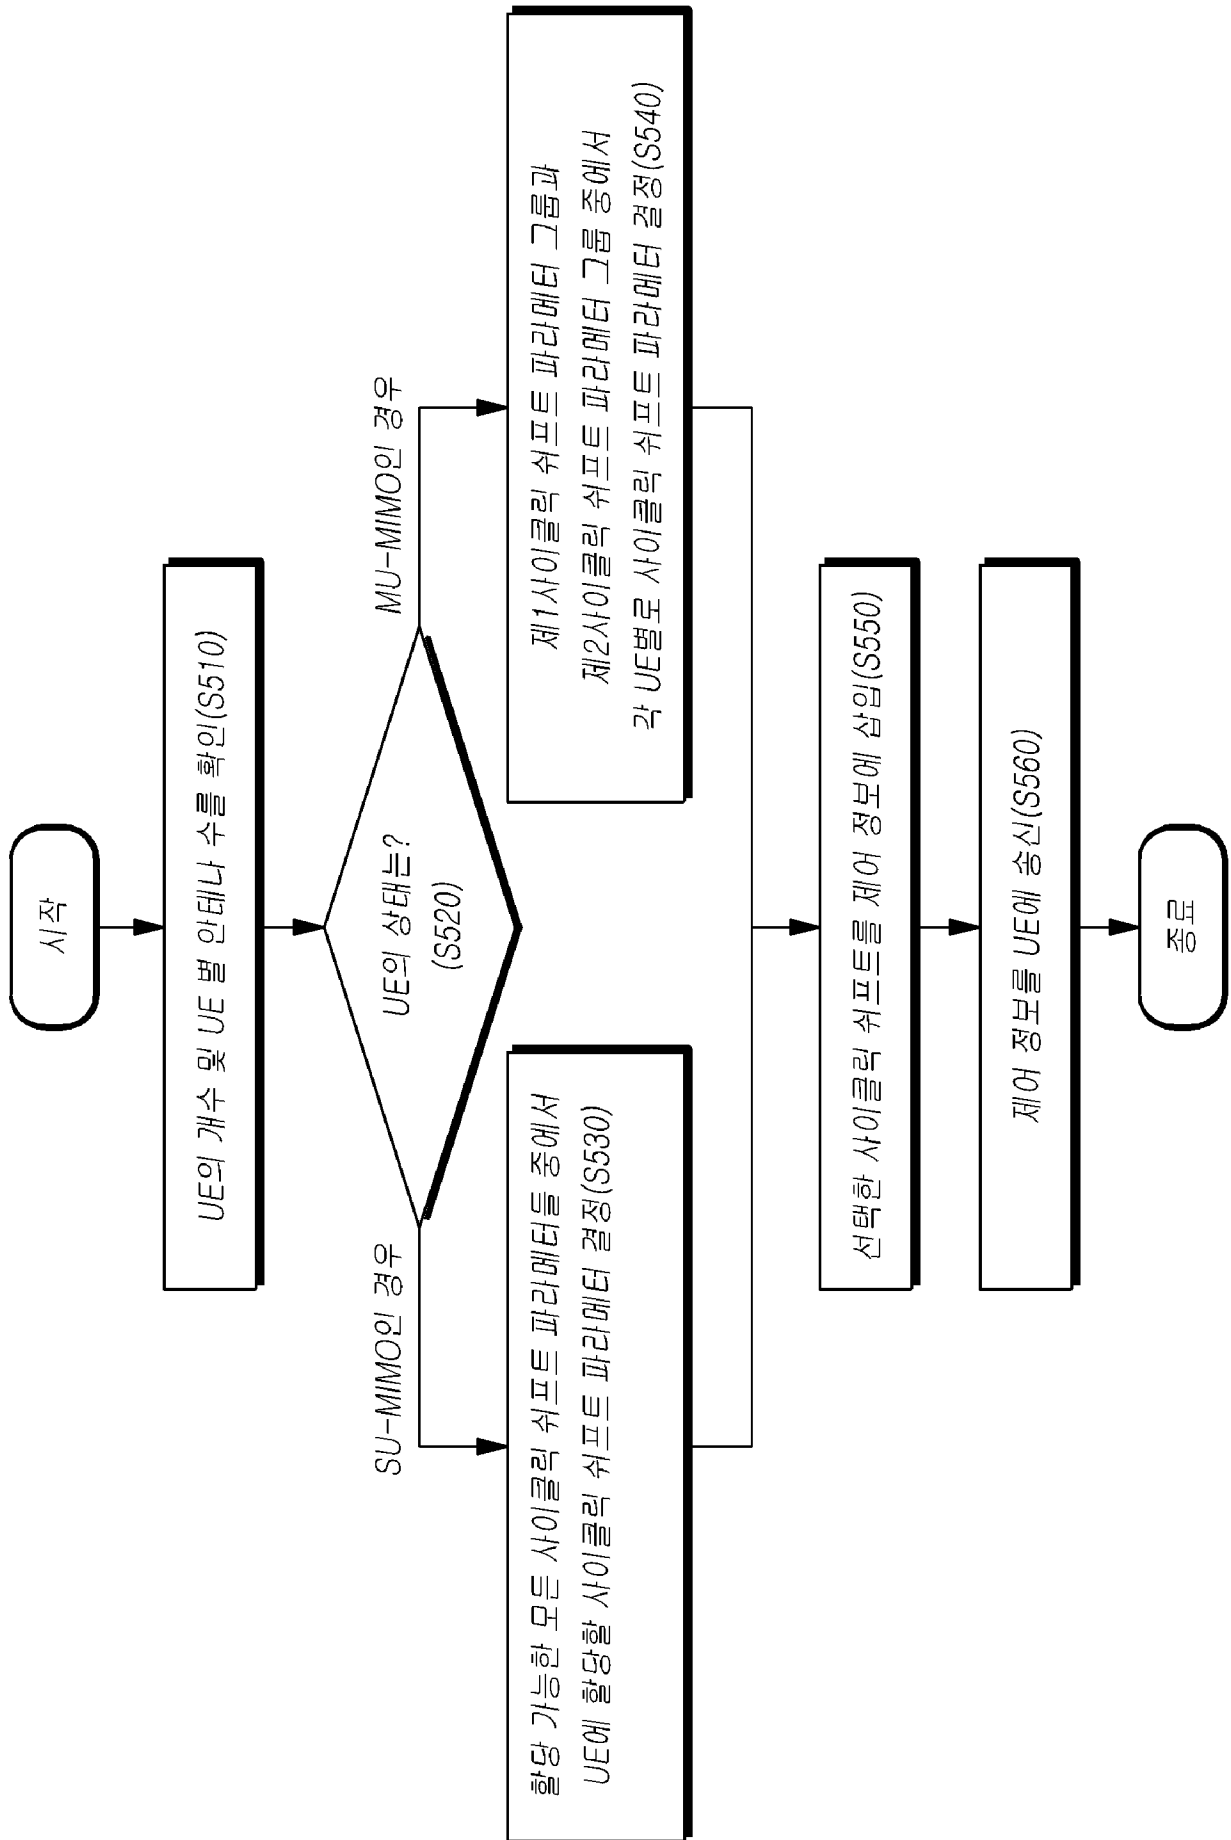 시작
UE의 개수 및 UE 별 안테나 수를 확인(S510)
UE의 상태는?
(S520)
SU-MIMO인 경우
MU-MIMO인 경우
할당 가능한 모든 사이클릭 쉬프트 파라메터들 중에서
UE에 할당할 사이클릭 쉬프트 파라메터 결정(S530)
제1사이클릭 쉬프트 파라메터 그룹과
제2사이클릭 쉬프트 파라메터 그룹 중에서
각 UE별로 사이클릭 쉬프트 파라메터 결정(S540)
선택한 사이클릭 쉬프트를 제어 정보에 삽입(S550)
제어 정보를 UE에 송신(S560)
종료